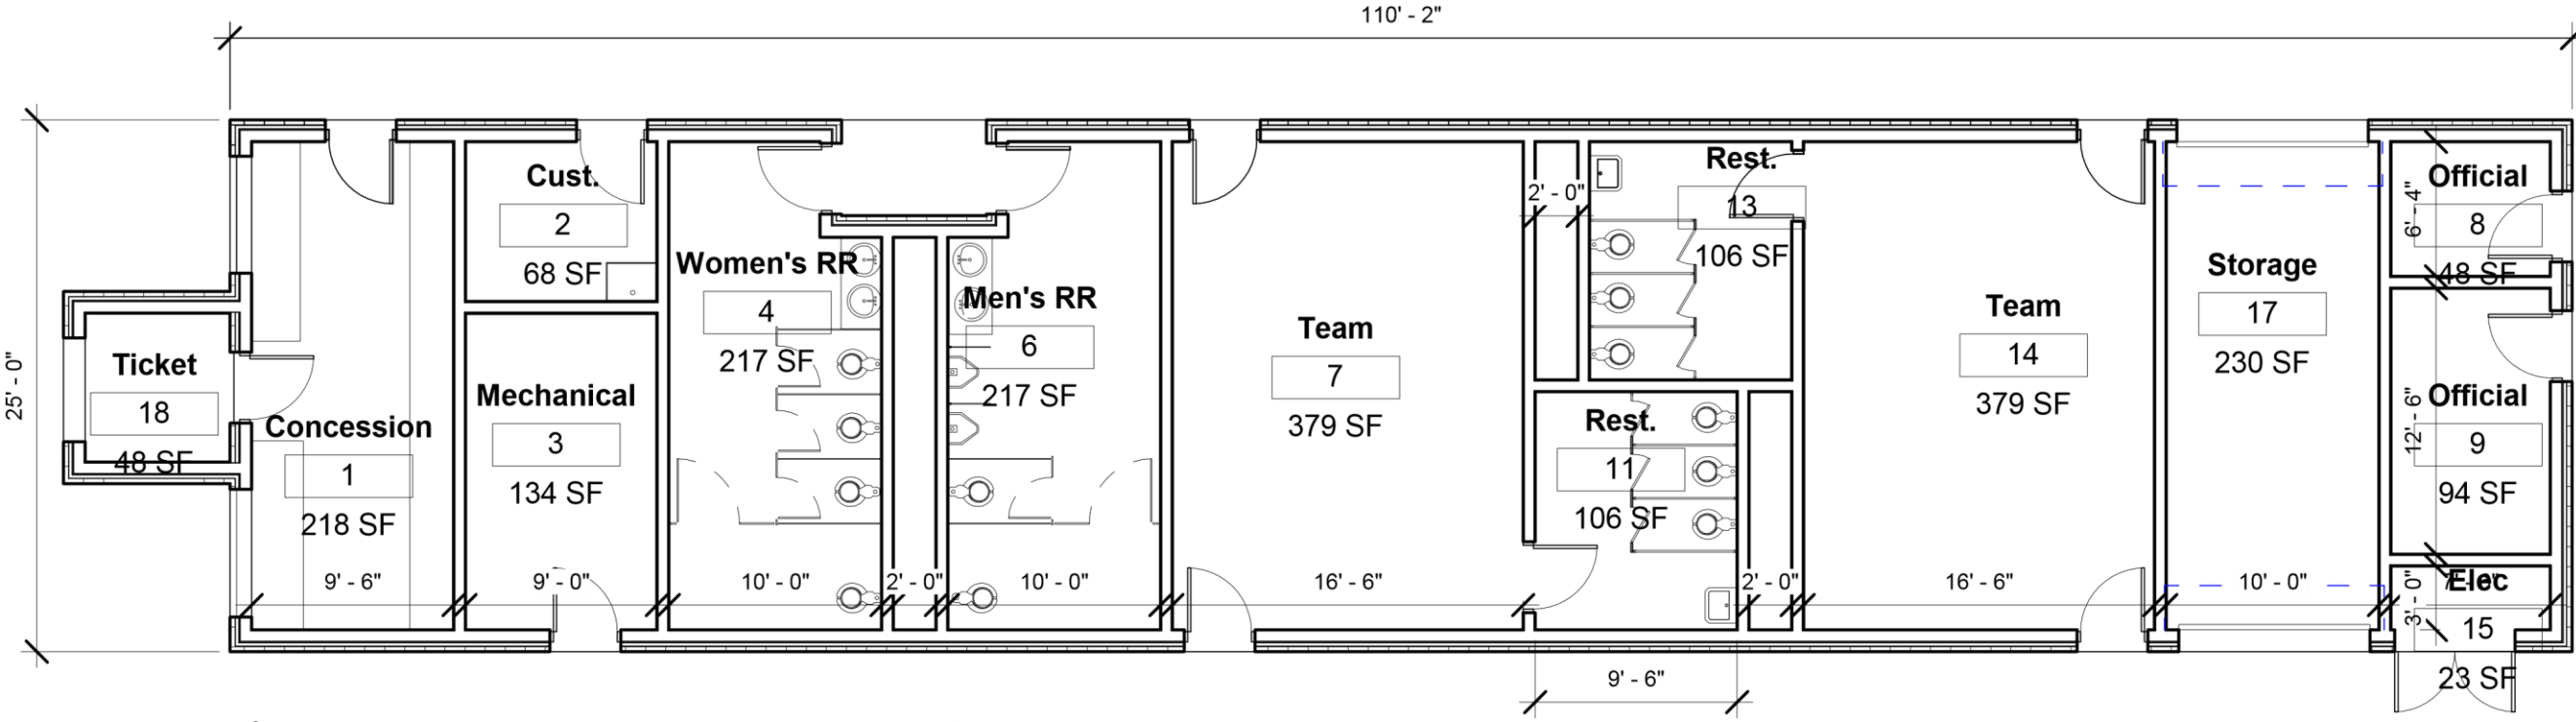 110' - 2"
25' - 0"
Ticket
18
48 SF
Concession
1
218 SF
Cust.
2
68 SF
Mechanical
3
134 SF
Women's RR
4
217 SF
Men's RR
6
217 SF
Team
7
379 SF
2' - 0"
Rest.
13
106 SF
Rest.
11
106 SF
Team
14
379 SF
Storage
17
230 SF
Official
8
48 SF
6' - 4"
Official
9
94 SF
12' - 6"
Elec
15
23 SF
3' - 0"
9' - 6"
9' - 0"
10' - 0"
2' - 0"
10' - 0"
16' - 6"
2' - 0"
16' - 6"
10' - 0"
9' - 6"